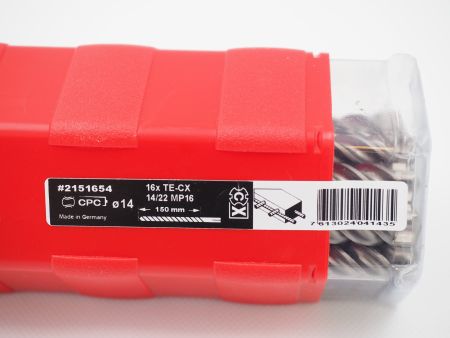 #2151654
CPC ø14
Made in Germany
16x TE-CX
14/22 MP16
150 mm
CX
7613024041435